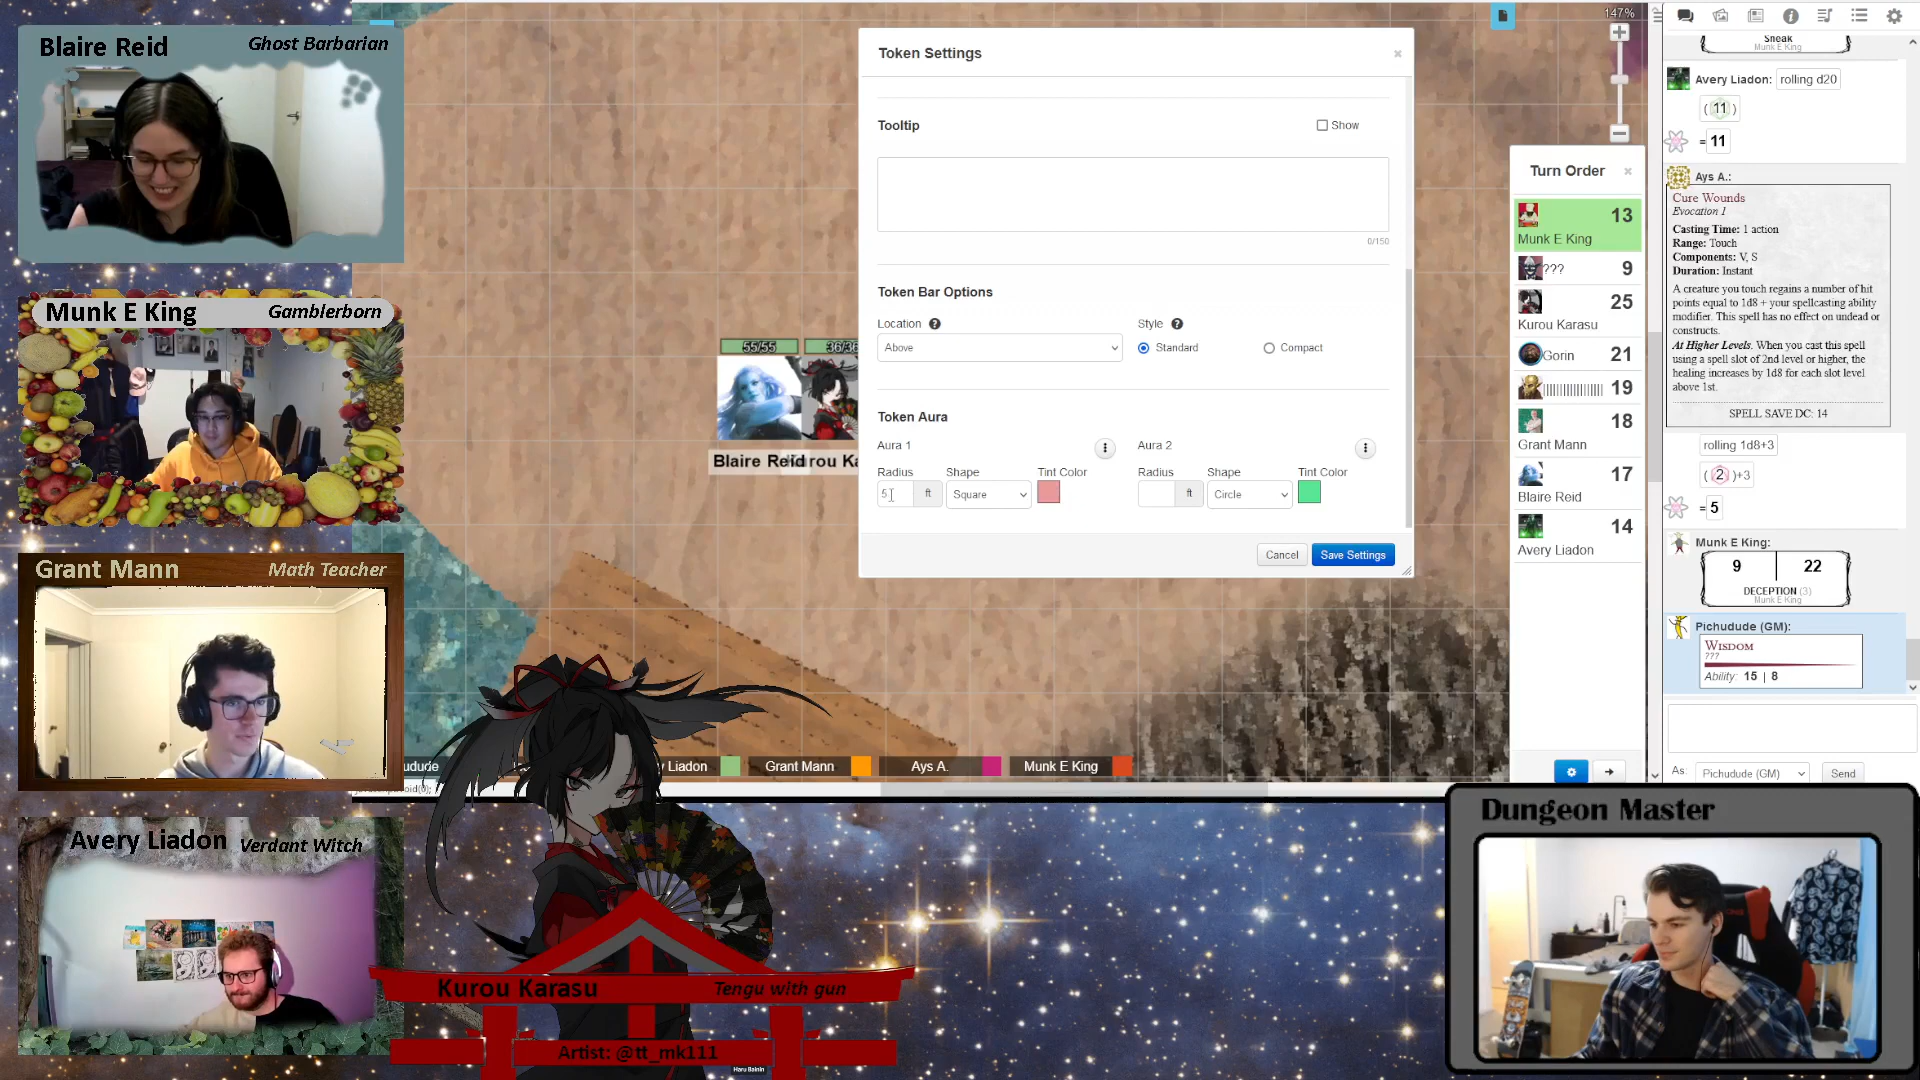 Blaire Reid
Ghost Barbarian
Munk E King
Gamblerborn
Grant Mann
Math Teacher
Avery Liadon
Verdant Witch
Kurou Karasu
Tengu with gun
Artist: @tt_mk111
Haru Bainin
Dungeon Master
Token Settings
×
Tooltip
Show
0/150
Token Bar Options
Location
Style
Above
Standard
Compact
Token Aura
Aura 1
Aura 2
Radius
Shape
Tint Color
Radius
Shape
Tint Color
5
ft
Square
ft
Circle
Cancel
Save Settings
55/55
36/36
Blaire Reid
urou Ka
147%
Turn Order
×
13
Munk E King
???
9
25
Kurou Karasu
Gorin
21
19
18
Grant Mann
17
Blaire Reid
14
Avery Liadon
udude
y Liadon
Grant Mann
Ays A.
Munk E King
Sneak
Munk E King
Avery Liadon:
rolling d20
(11)
=11
Ays A.:
Cure Wounds
Evocation 1
Casting Time: 1 action
Range: Touch
Components: V, S
Duration: Instant
A creature you touch regains a number of hit
points equal to 1d8 + your spellcasting ability
modifier. This spell has no effect on undead or
constructs.
At Higher Levels. When you cast this spell
using a spell slot of 2nd level or higher, the
healing increases by 1d8 for each slot level
above 1st.
SPELL SAVE DC: 14
rolling 1d8+3
(2)+3
=5
Munk E King:
9
22
DECEPTION (3)
Munk E King
Pichudude (GM):
WISDOM
???
Ability: 15 | 8
As:
Pichudude (GM)
Send